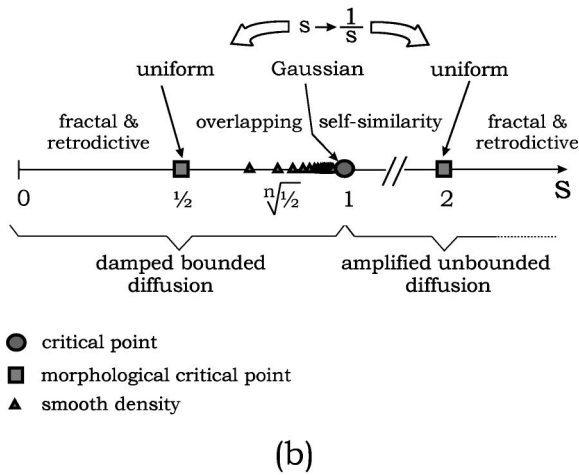 s → 1/s
uniform Gaussian uniform
fractal & retrodictive overlapping self-similarity fractal & retrodictive
0 ½ ⁿ√½ 1 2 S
damped bounded diffusion amplified unbounded diffusion
critical point
morphological critical point
smooth density
(b)